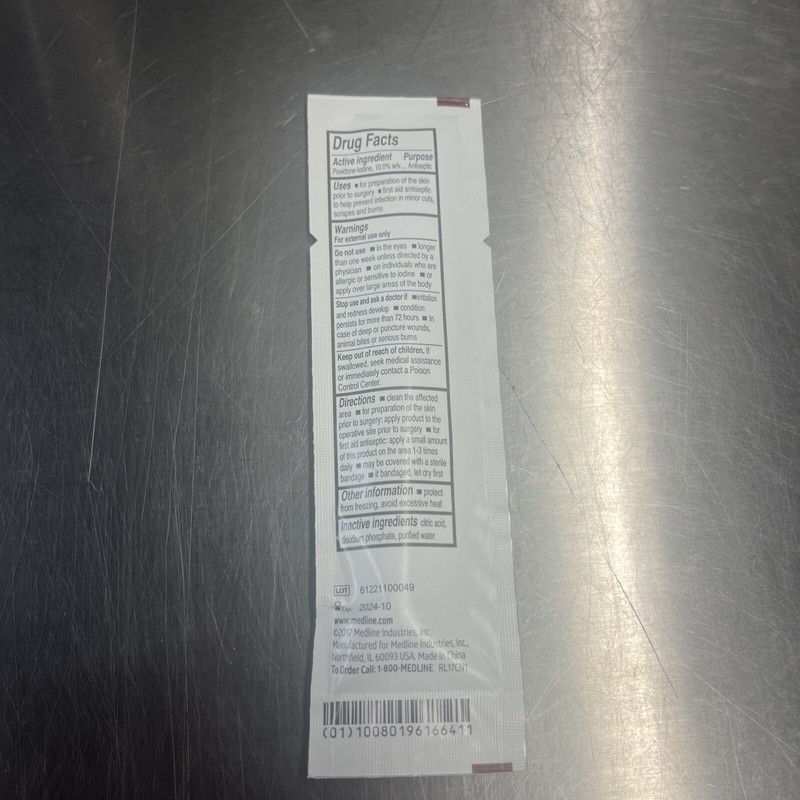 Drug Facts
Active ingredient Purpose
Povidone-Iodine, 10.0% w/v... Antiseptic
Uses ■ for preparation of the skin
prior to surgery ■ first aid antiseptic
to help prevent infection in minor cuts,
scrapes and burns
Warnings
For external use only
Do not use ■ in the eyes ■ longer
than one week unless directed by a
physician ■ on individuals who are
allergic or sensitive to iodine ■ or
apply over large areas of the body
Stop use and ask a doctor if ■ irritation
and redness develop ■ condition
persists for more than 72 hours ■ in
case of deep or puncture wounds,
animal bites or serious burns
Keep out of reach of children. If
swallowed, seek medical assistance
or immediately contact a Poison
Control Center.
Directions ■ clean the affected
area ■ for preparation of the skin
prior to surgery: apply product to the
operative site prior to surgery ■ for
first aid antiseptic: apply a small amount
of this product on the area 1-3 times
daily ■ may be covered with a sterile
bandage ■ if bandaged, let dry first
Other information ■ protect
from freezing, avoid excessive heat
Inactive ingredients citric acid,
disodium phosphate, purified water
LOT 61221100049
Exp. 2024-10
www.medline.com
©2017 Medline Industries, Inc.
Manufactured for Medline Industries, Inc.,
Northfield, IL 60093 USA. Made in China
To Order Call: 1-800-MEDLINE RL17CN1
(01)10080196166411